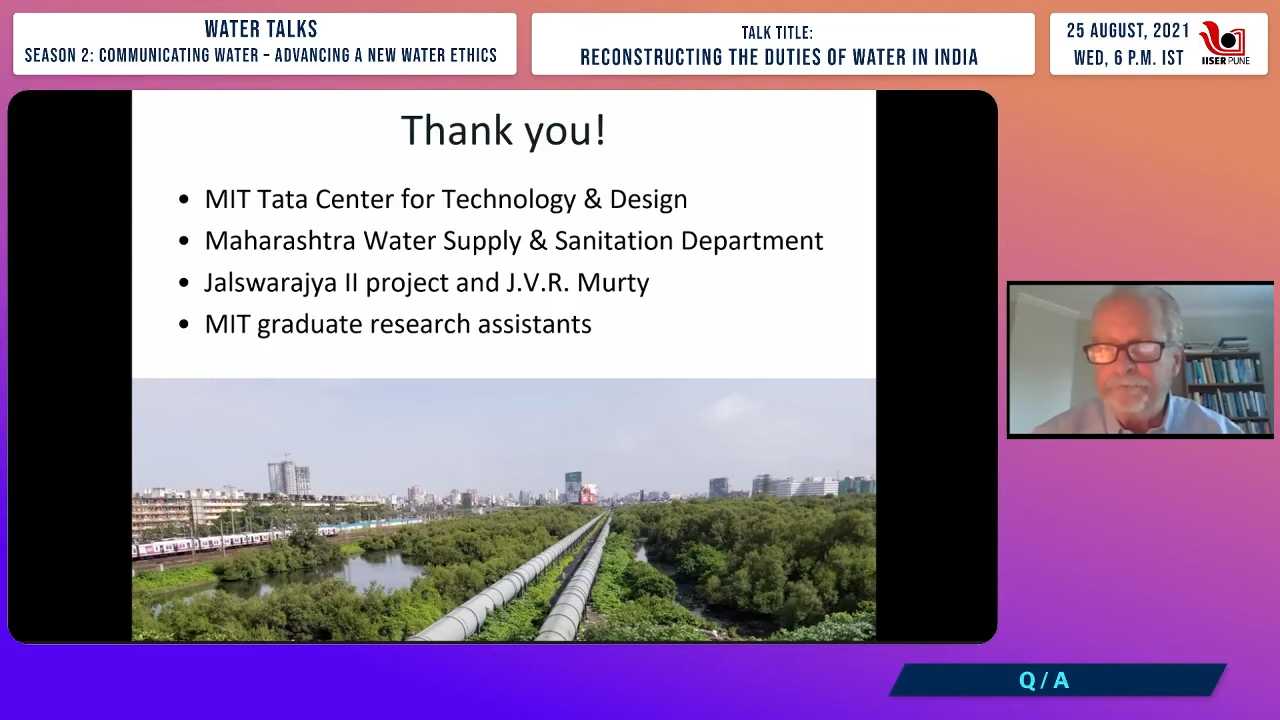 WATER TALKS
SEASON 2: COMMUNICATING WATER – ADVANCING A NEW WATER ETHICS
TALK TITLE:
RECONSTRUCTING THE DUTIES OF WATER IN INDIA
25 AUGUST, 2021
WED, 6 P.M. IST
IISER PUNE
Thank you!
• MIT Tata Center for Technology & Design
• Maharashtra Water Supply & Sanitation Department
• Jalswarajya II project and J.V.R. Murty
• MIT graduate research assistants
Q / A